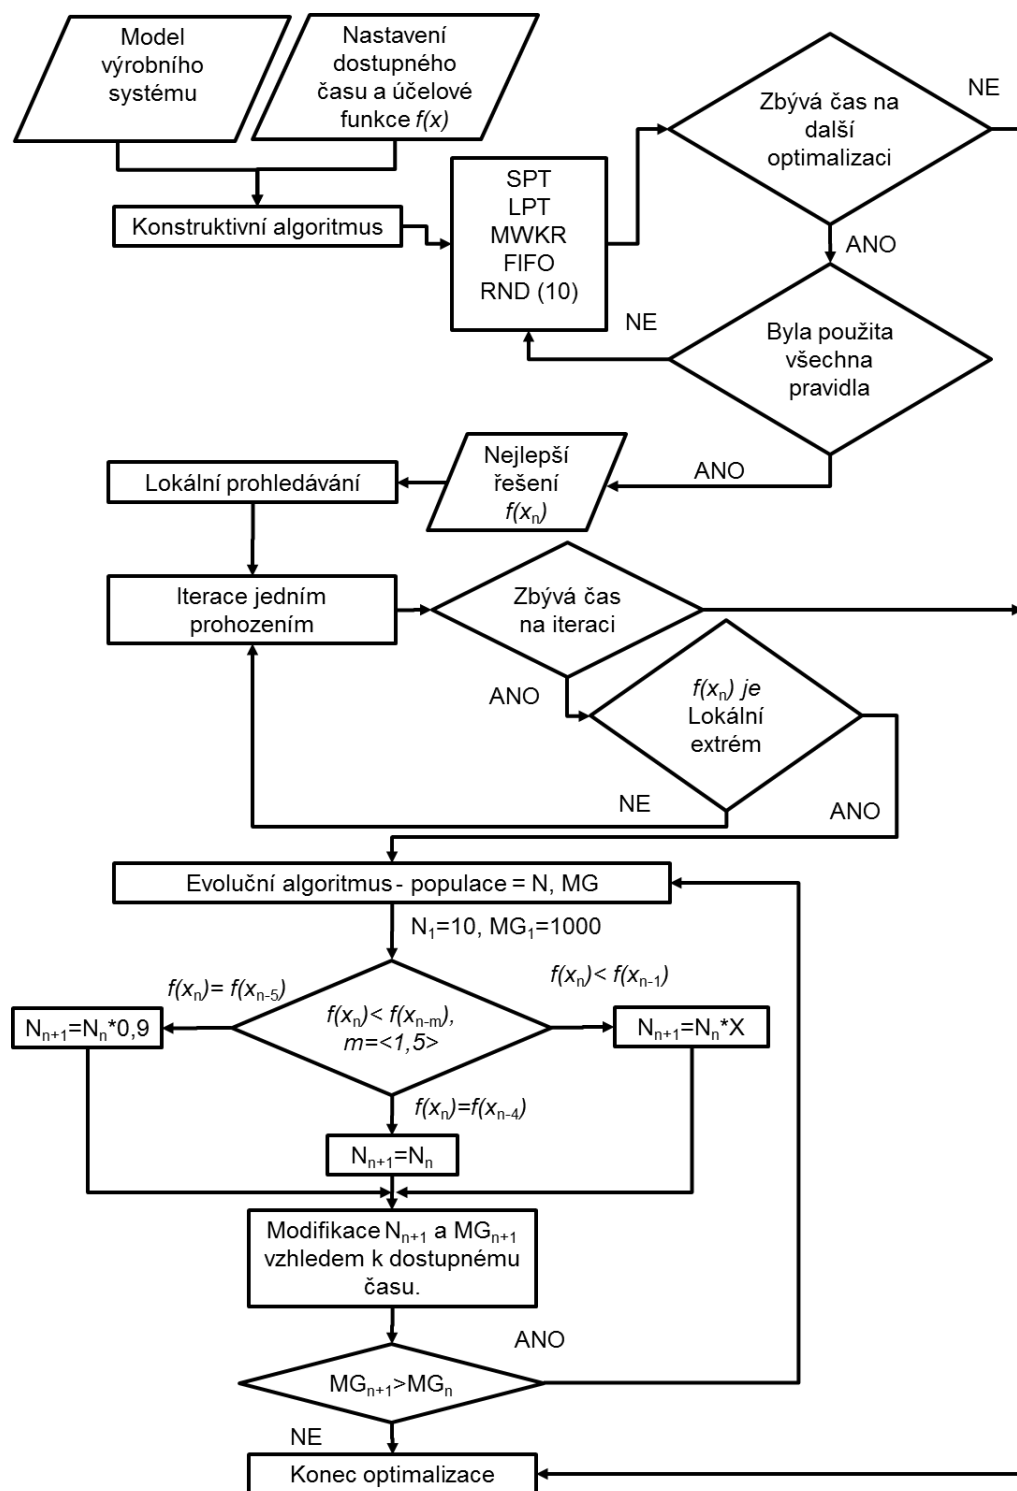 Model
výrobního
systému
Nastavení
dostupného
času a účelové
funkce f(x)
Zbývá čas na
další
optimalizaci
NE
SPT
LPT
MWKR
FIFO
RND (10)
Konstruktivní algoritmus
ANO
NE
Byla použita
všechna
pravidla
ANO
Nejlepší
řešení
f(xn)
Lokální prohledávání
Iterace jedním
prohozením
Zbývá čas
na iteraci
ANO
f(xn) je
Lokální
extrém
NE
ANO
Evoluční algoritmus - populace = N, MG
N1=10, MG1=1000
f(xn)= f(xn-5)
f(xn)< f(xn-1)
f(xn)< f(xn-m),
m=<1,5>
Nn+1=Nn*0,9
Nn+1=Nn*X
f(xn)=f(xn-4)
Nn+1=Nn
Modifikace Nn+1 a MGn+1
vzhledem k dostupnému
času.
ANO
MGn+1>MGn
NE
Konec optimalizace